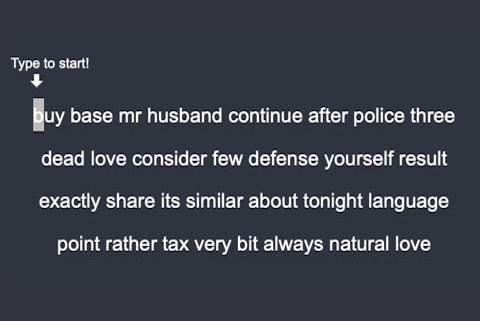 Type to start!
buy base mr husband continue after police three
dead love consider few defense yourself result
exactly share its similar about tonight language
point rather tax very bit always natural love